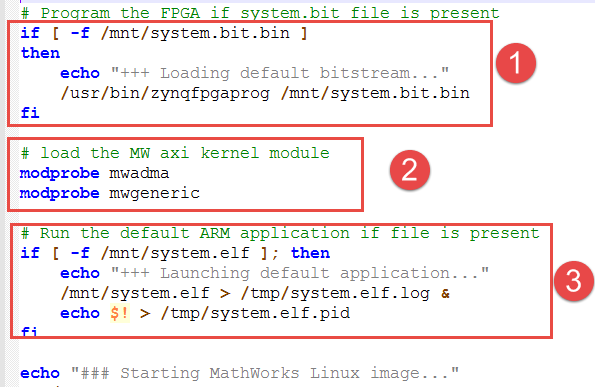 # Program the FPGA if system.bit file is present
if [ -f /mnt/system.bit.bin ]
then
    echo "+++ Loading default bitstream..."
    /usr/bin/zynqfpgaprog /mnt/system.bit.bin
fi
1
# load the MW axi kernel module
modprobe mwadma
modprobe mwgeneric
2
# Run the default ARM application if file is present
if [ -f /mnt/system.elf ]; then
    echo "+++ Launching default application..."
    /mnt/system.elf > /tmp/system.elf.log &
    echo $! > /tmp/system.elf.pid
fi
3
echo "### Starting MathWorks Linux image..."